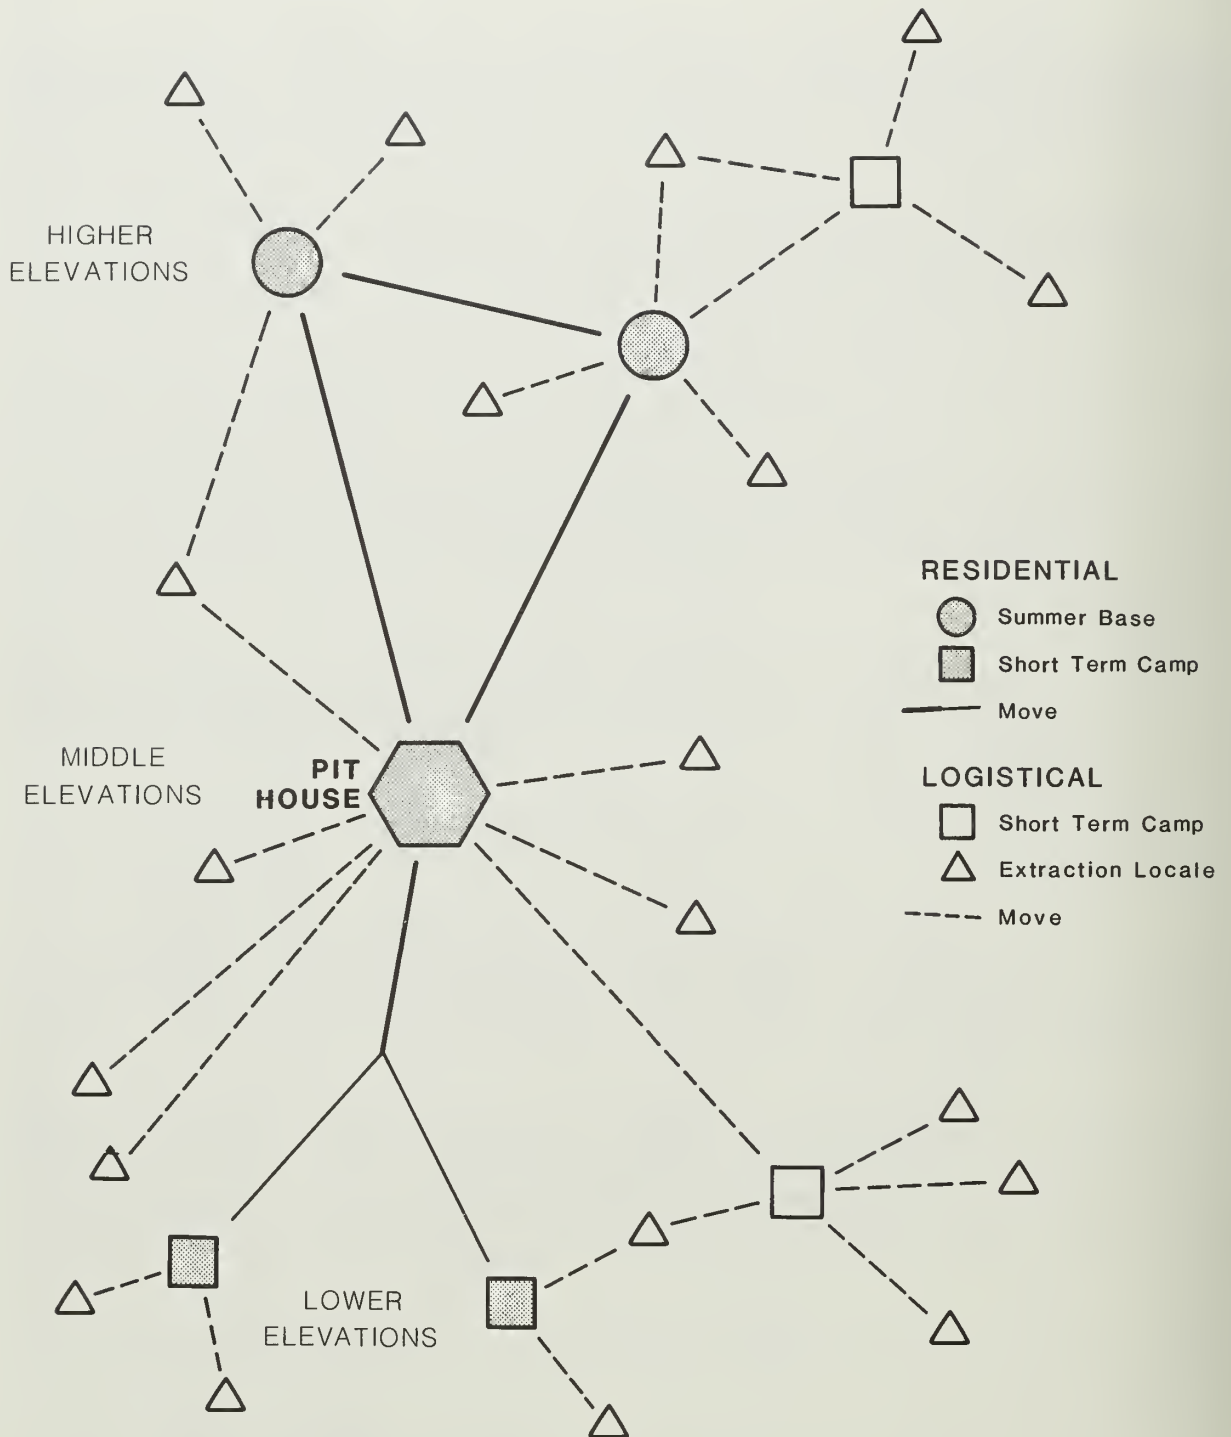 HIGHER
ELEVATIONS
RESIDENTIAL
Summer Base
Short Term Camp
Move
MIDDLE
ELEVATIONS
PIT
HOUSE
LOGISTICAL
Short Term Camp
Extraction Locale
Move
LOWER
ELEVATIONS